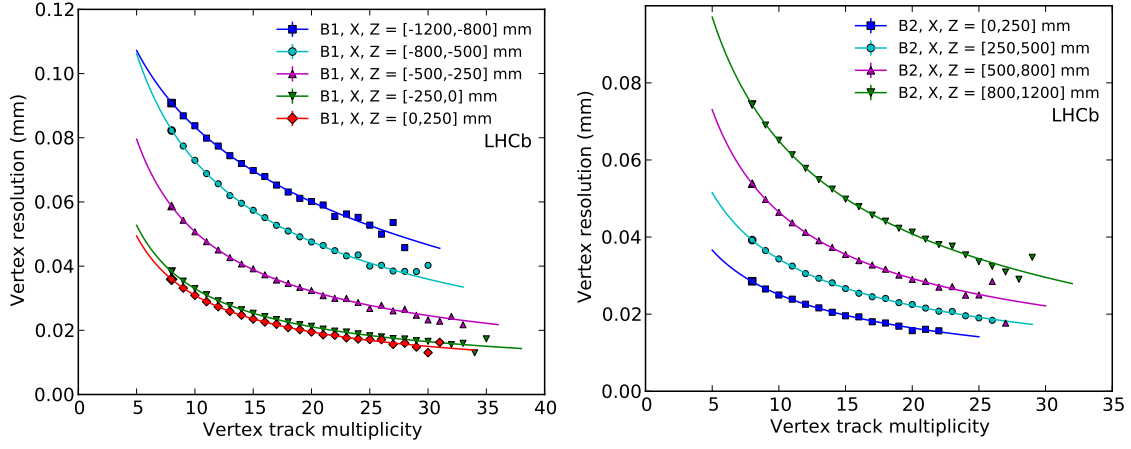 0.12
0.10
0.08
0.06
0.04
0.02
0.00
0 5 10 15 20 25 30 35 40
Vertex resolution (mm)
Vertex track multiplicity
B1, X, Z = [-1200,-800] mm
B1, X, Z = [-800,-500] mm
B1, X, Z = [-500,-250] mm
B1, X, Z = [-250,0] mm
B1, X, Z = [0,250] mm
LHCb
0.08
0.06
0.04
0.02
0.00
0 5 10 15 20 25 30 35
Vertex resolution (mm)
Vertex track multiplicity
B2, X, Z = [0,250] mm
B2, X, Z = [250,500] mm
B2, X, Z = [500,800] mm
B2, X, Z = [800,1200] mm
LHCb